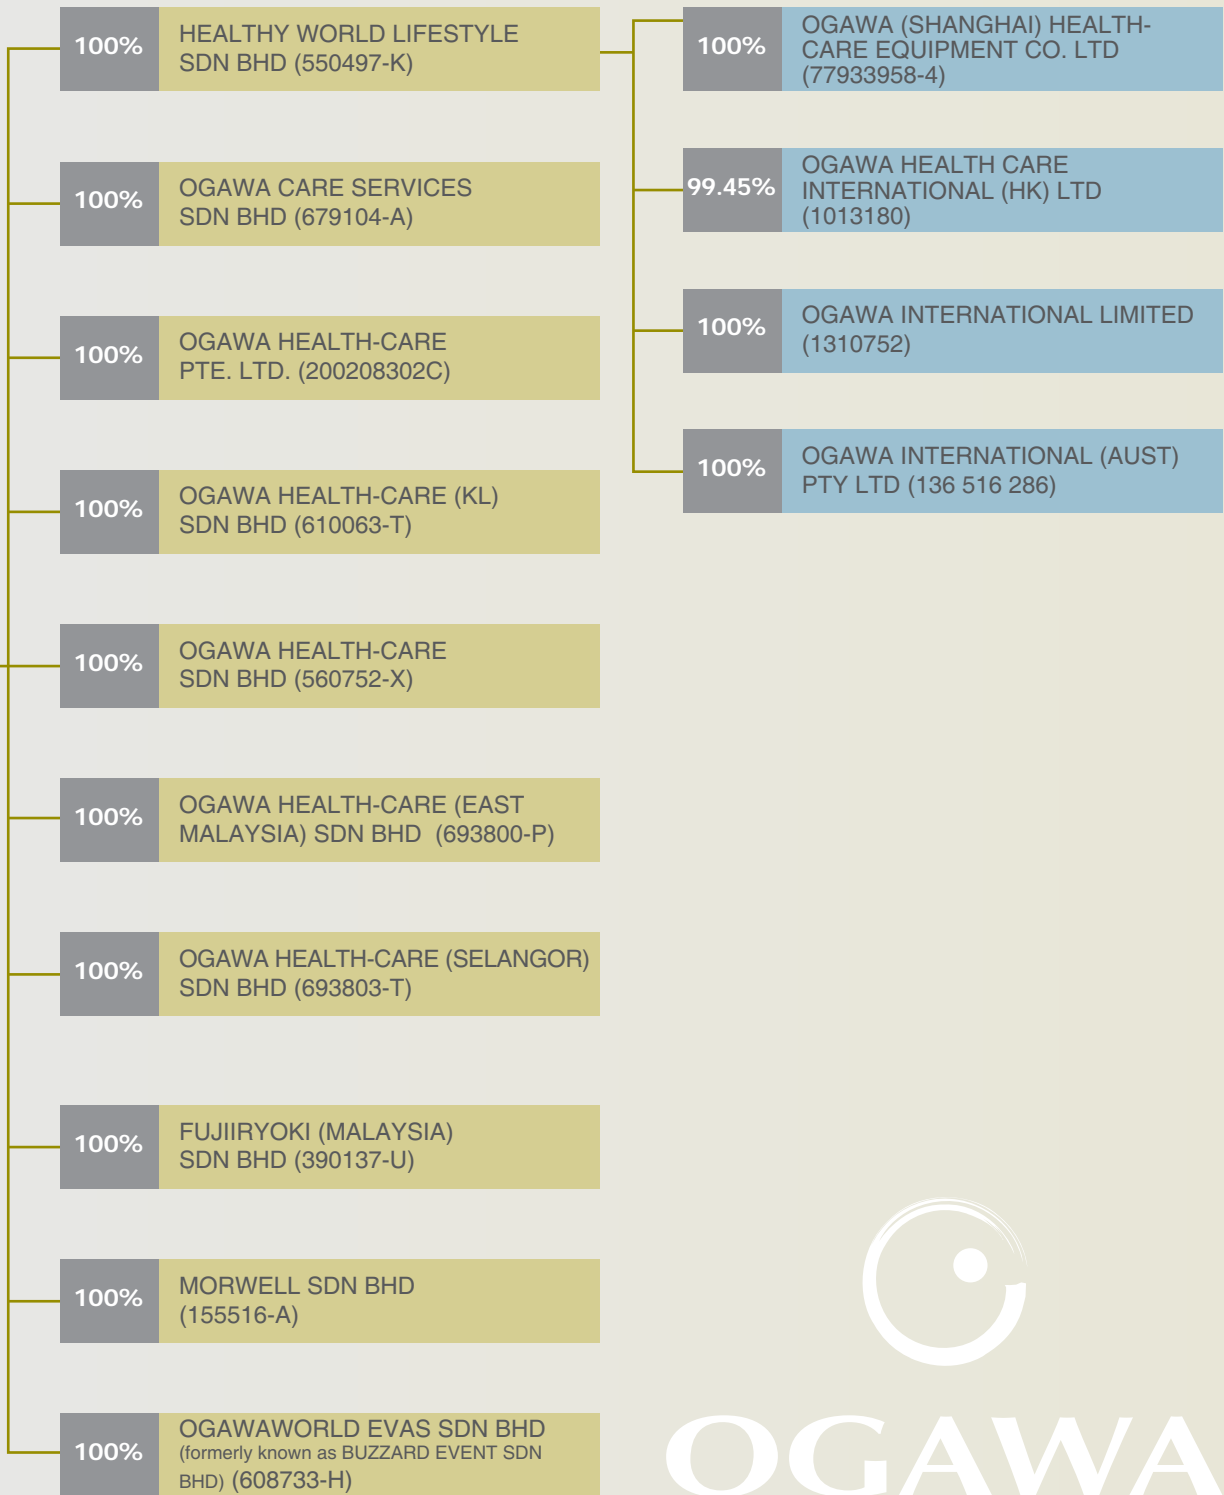 100%
HEALTHY WORLD LIFESTYLE
SDN BHD (550497-K)
100%
OGAWA CARE SERVICES
SDN BHD (679104-A)
100%
OGAWA HEALTH-CARE
PTE. LTD. (200208302C)
100%
OGAWA HEALTH-CARE (KL)
SDN BHD (610063-T)
100%
OGAWA HEALTH-CARE
SDN BHD (560752-X)
100%
OGAWA HEALTH-CARE (EAST
MALAYSIA) SDN BHD (693800-P)
100%
OGAWA HEALTH-CARE (SELANGOR)
SDN BHD (693803-T)
100%
FUJIIRYOKI (MALAYSIA)
SDN BHD (390137-U)
100%
MORWELL SDN BHD
(155516-A)
100%
OGAWAWORLD EVAS SDN BHD
(formerly known as BUZZARD EVENT SDN
BHD) (608733-H)
100%
OGAWA (SHANGHAI) HEALTH-
CARE EQUIPMENT CO. LTD
(77933958-4)
99.45%
OGAWA HEALTH CARE
INTERNATIONAL (HK) LTD
(1013180)
100%
OGAWA INTERNATIONAL LIMITED
(1310752)
100%
OGAWA INTERNATIONAL (AUST)
PTY LTD (136 516 286)
OGAWA